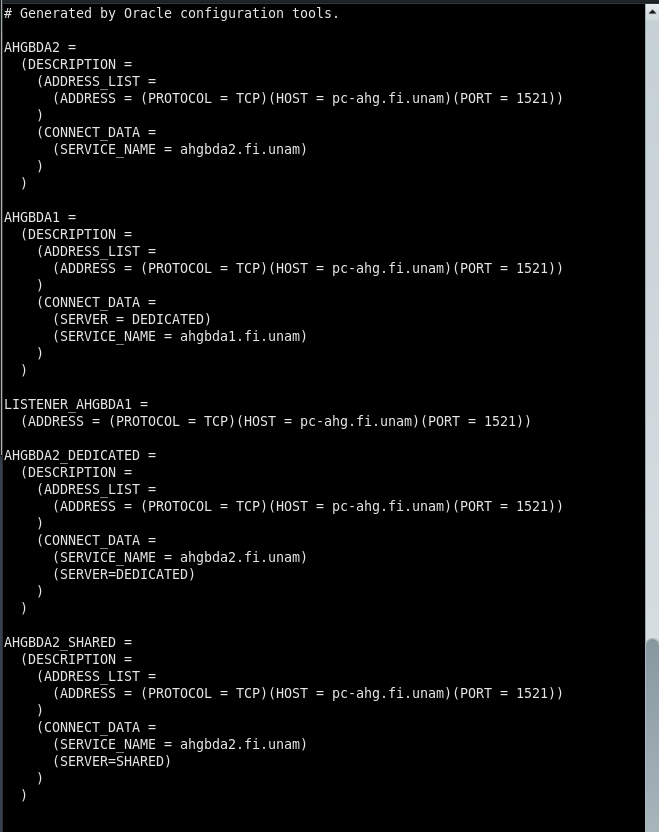 # Generated by Oracle configuration tools.

AHGBDA2 =
  (DESCRIPTION =
    (ADDRESS_LIST =
      (ADDRESS = (PROTOCOL = TCP)(HOST = pc-ahg.fi.unam)(PORT = 1521))
    )
    (CONNECT_DATA =
      (SERVICE_NAME = ahgbda2.fi.unam)
    )
  )

AHGBDA1 =
  (DESCRIPTION =
    (ADDRESS_LIST =
      (ADDRESS = (PROTOCOL = TCP)(HOST = pc-ahg.fi.unam)(PORT = 1521))
    )
    (CONNECT_DATA =
      (SERVER = DEDICATED)
      (SERVICE_NAME = ahgbda1.fi.unam)
    )
  )

LISTENER_AHGBDA1 =
  (ADDRESS = (PROTOCOL = TCP)(HOST = pc-ahg.fi.unam)(PORT = 1521))

AHGBDA2_DEDICATED =
  (DESCRIPTION =
    (ADDRESS_LIST =
      (ADDRESS = (PROTOCOL = TCP)(HOST = pc-ahg.fi.unam)(PORT = 1521))
    )
    (CONNECT_DATA =
      (SERVICE_NAME = ahgbda2.fi.unam)
      (SERVER=DEDICATED)
    )
  )

AHGBDA2_SHARED =
  (DESCRIPTION =
    (ADDRESS_LIST =
      (ADDRESS = (PROTOCOL = TCP)(HOST = pc-ahg.fi.unam)(PORT = 1521))
    )
    (CONNECT_DATA =
      (SERVICE_NAME = ahgbda2.fi.unam)
      (SERVER=SHARED)
    )
  )